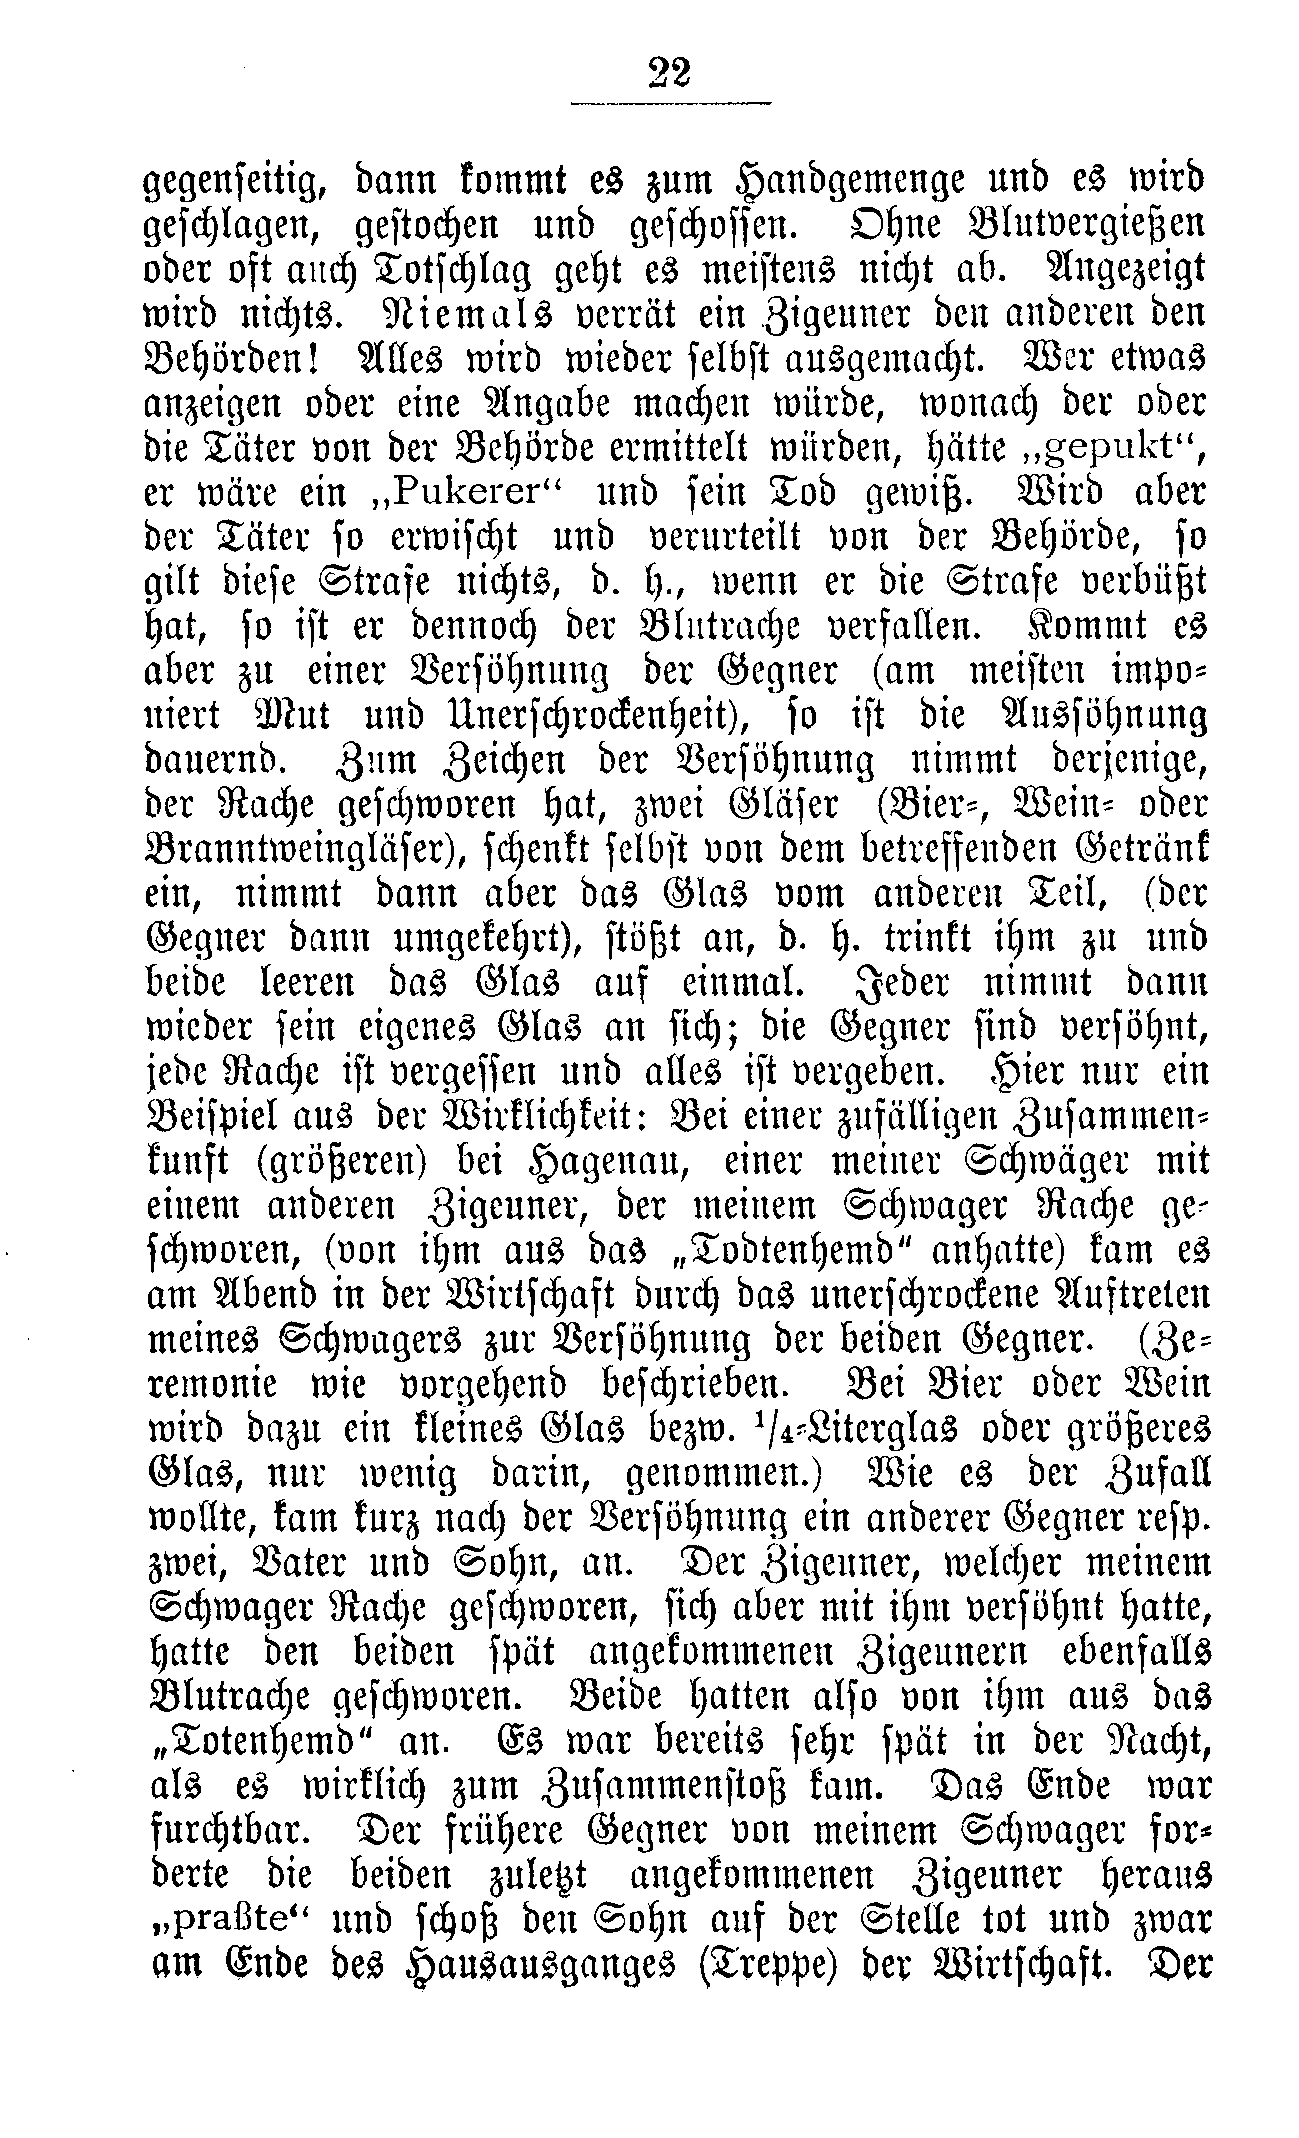 22
gegenseitig, dann kommt es zum Handgemenge und es wird
geschlagen, gestochen und geschossen. Ohne Blutvergießen
oder oft auch Totschlag geht es meistens nicht ab. Angezeigt
wird nichts. Niemals verrät ein Zigeuner den anderen den
Behörden! Alles wird wieder selbst ausgemacht. Wer etwas
anzeigen oder eine Angabe machen würde, wonach der oder
die Täter von der Behörde ermittelt würden, hätte „gepukt“,
er wäre ein „Pukerer“ und sein Tod gewiß. Wird aber
der Täter so erwischt und verurteilt von der Behörde, so
gilt diese Strafe nichts, d. h., wenn er die Strafe verbüßt
hat, so ist er dennoch der Blutrache verfallen. Kommt es
aber zu einer Versöhnung der Gegner (am meisten impo-
niert Mut und Unerschrockenheit), so ist die Aussöhnung
dauernd. Zum Zeichen der Versöhnung nimmt derjenige,
der Rache geschworen hat, zwei Gläser (Bier-, Wein- oder
Branntweingläser), schenkt selbst von dem betreffenden Getränk
ein, nimmt dann aber das Glas vom anderen Teil, (der
Gegner dann umgekehrt), stößt an, d. h. trinkt ihm zu und
beide leeren das Glas auf einmal. Jeder nimmt dann
wieder sein eigenes Glas an sich; die Gegner sind versöhnt,
jede Rache ist vergessen und alles ist vergeben. Hier nur ein
Beispiel aus der Wirklichkeit: Bei einer zufälligen Zusammen-
kunft (größeren) bei Hagenau, einer meiner Schwäger mit
einem anderen Zigeuner, der meinem Schwager Rache ge-
schworen, (von ihm aus das „Todtenhemd“ anhatte) kam es
am Abend in der Wirtschaft durch das unerschrockene Auftreten
meines Schwagers zur Versöhnung der beiden Gegner. (Ze-
remonie wie vorgehend beschrieben. Bei Bier oder Wein
wird dazu ein kleines Glas bezw. 1/4-Literglas oder größeres
Glas, nur wenig darin, genommen.) Wie es der Zufall
wollte, kam kurz nach der Versöhnung ein anderer Gegner resp.
zwei, Vater und Sohn, an. Der Zigeuner, welcher meinem
Schwager Rache geschworen, sich aber mit ihm versöhnt hatte,
hatte den beiden spät angekommenen Zigeunern ebenfalls
Blutrache geschworen. Beide hatten also von ihm aus das
„Totenhemd“ an. Es war bereits sehr spät in der Nacht,
als es wirklich zum Zusammenstoß kam. Das Ende war
furchtbar. Der frühere Gegner von meinem Schwager for-
derte die beiden zuletzt angekommenen Zigeuner heraus
„praßte“ und schoß den Sohn auf der Stelle tot und zwar
am Ende des Hausausganges (Treppe) der Wirtschaft. Der